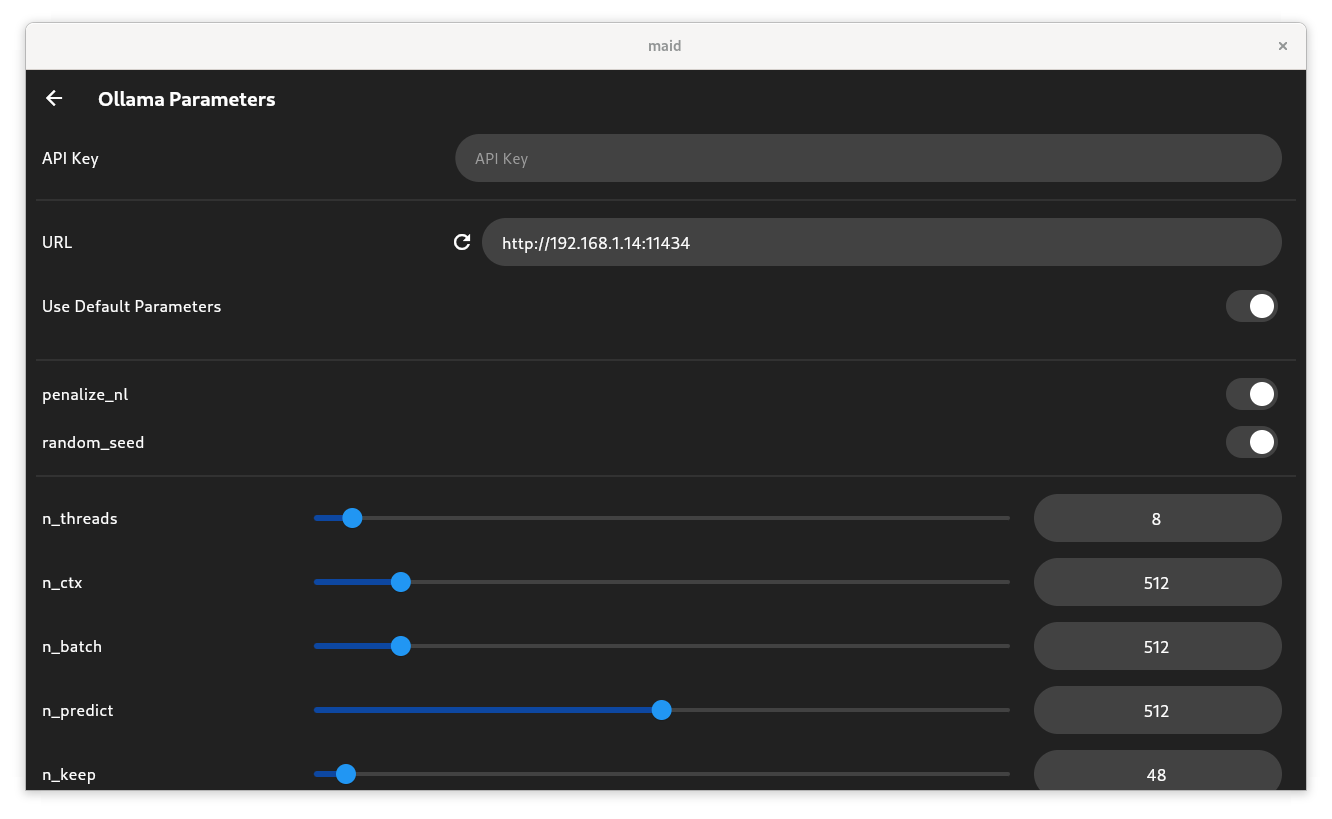 maid
Ollama Parameters
API Key API Key
URL http://192.168.1.14:11434
Use Default Parameters
penalize_nl
random_seed
n_threads 8
n_ctx 512
n_batch 512
n_predict 512
n_keep 48